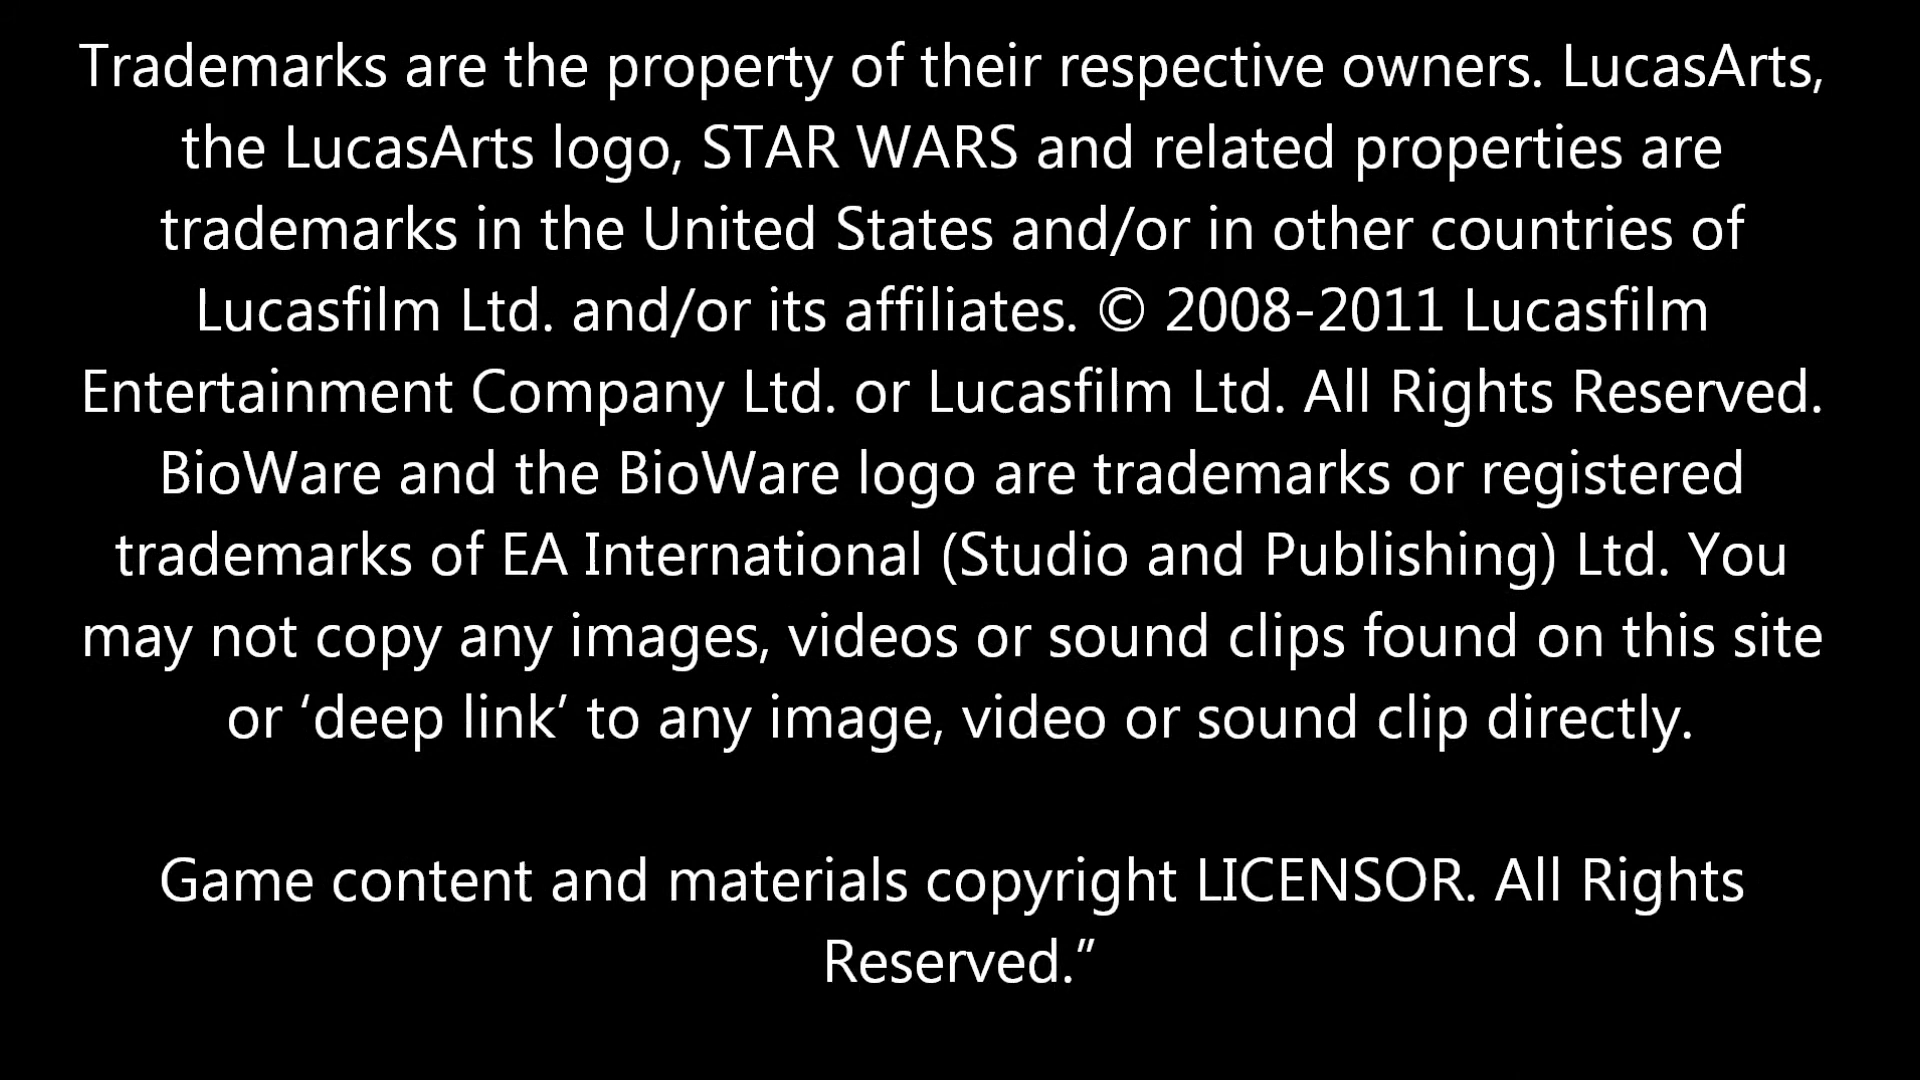 Trademarks are the property of their respective owners. LucasArts,
the LucasArts logo, STAR WARS and related properties are
trademarks in the United States and/or in other countries of
Lucasfilm Ltd. and/or its affiliates. © 2008-2011 Lucasfilm
Entertainment Company Ltd. or Lucasfilm Ltd. All Rights Reserved.
BioWare and the BioWare logo are trademarks or registered
trademarks of EA International (Studio and Publishing) Ltd. You
may not copy any images, videos or sound clips found on this site
or ‘deep link’ to any image, video or sound clip directly.
Game content and materials copyright LICENSOR. All Rights
Reserved.”